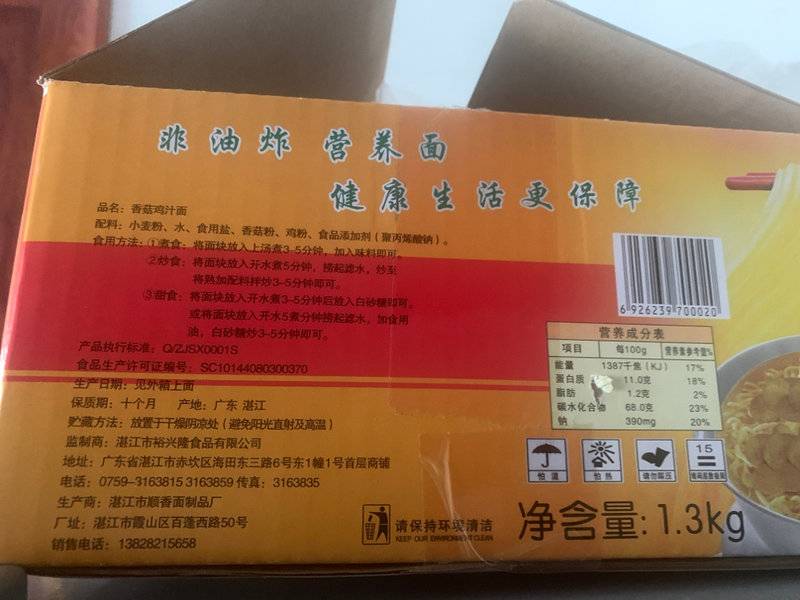 非油炸 营养面
健康生活更保障
品名：香菇鸡汁面
配料：小麦粉、水、食用盐、香菇粉、鸡粉、食品添加剂（聚丙烯酸钠）。
食用方法：①煮食：将面块放入上汤煮3-5分钟，加入味料即可。
②炒食：将面块放入开水煮5分钟，捞起滤水，炒至
将熟加配料拌炒3-5分钟即可。
③甜食：将面块放入开水煮3-5分钟后放入白砂糖即可。
或将面块放入开水5煮分钟捞起滤水，加食用
油，白砂糖炒3-5分钟即可。
产品执行标准：Q/ZJSX0001S
食品生产许可证编号：SC10144080300370
生产日期：见外箱上面
保质期：十个月 产地：广东 湛江
贮藏方法：放置于干燥阴凉处（避免阳光直射及高温）
监制商：湛江市裕兴隆食品有限公司
地址：广东省湛江市赤坎区海田东三路6号东1幢1号首层商铺
电话：0759-3163815 3163859 传真：3163835
生产商：湛江市顺香面制品厂
厂址：湛江市霞山区百蓬西路50号
销售电话：13828215658
请保持环境清洁
KEEP OUR ENVIRONMENT CLEAN
6 926239 700020
营养成分表
项目 每100g 营养素参考值%
能量 1387千焦（KJ） 17%
蛋白质 11.0克 18%
脂肪 1.2克 2%
碳水化合物 68.0克 23%
钠 390mg 20%
怕湿 怕热 请勿踩压
15
净含量：1.3kg